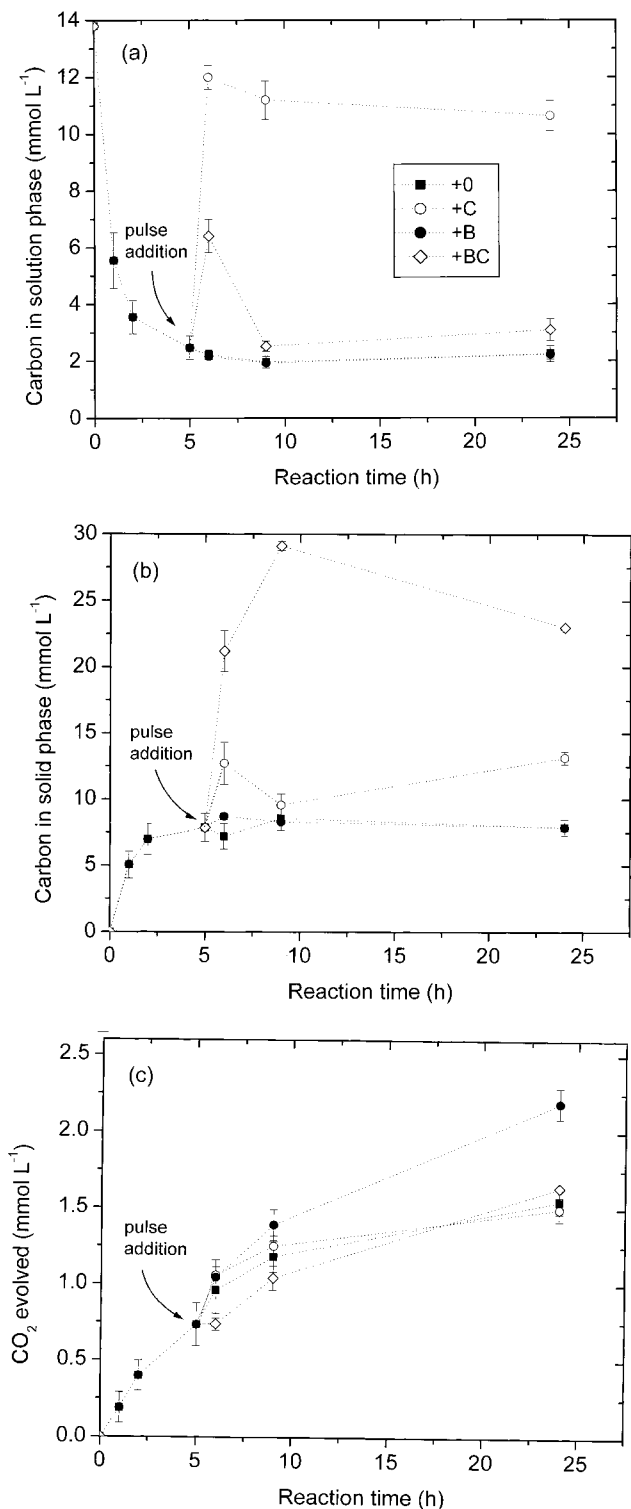 (a)
Carbon in solution phase (mmol L⁻¹)
14
12
10
8
6
4
2
0
pulse
addition
+0
+C
+B
+BC
0 5 10 15 20 25
Reaction time (h)
(b)
Carbon in solid phase (mmol L⁻¹)
30
25
20
15
10
5
0
pulse
addition
0 5 10 15 20 25
Reaction time (h)
(c)
CO₂ evolved (mmol L⁻¹)
2.5
2.0
1.5
1.0
0.5
0.0
pulse
addition
0 5 10 15 20 25
Reaction time (h)